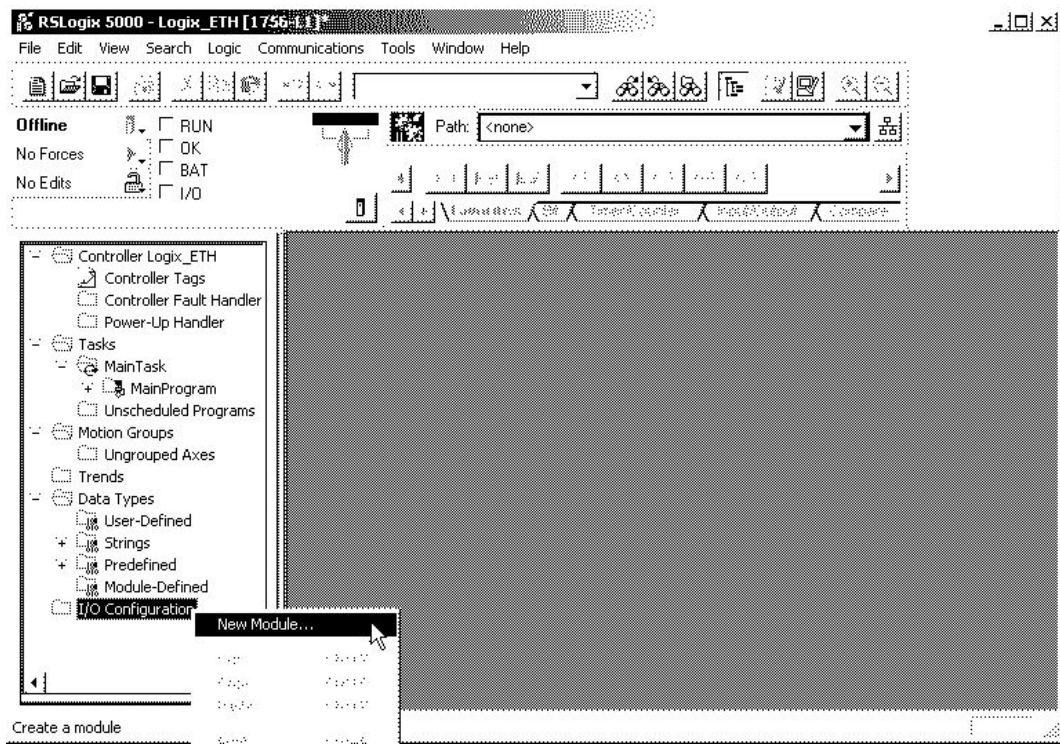 RSLogix 5000 - Logix_ETH [1756-L1]*
File Edit View Search Logic Communications Tools Window Help
Offline
RUN
Path: <none>
No Forces
OK
BAT
No Edits
I/O
Controller Logix_ETH
Controller Tags
Controller Fault Handler
Power-Up Handler
Tasks
MainTask
MainProgram
Unscheduled Programs
Motion Groups
Ungrouped Axes
Trends
Data Types
User-Defined
Strings
Predefined
Module-Defined
I/O Configuration
New Module...
Create a module